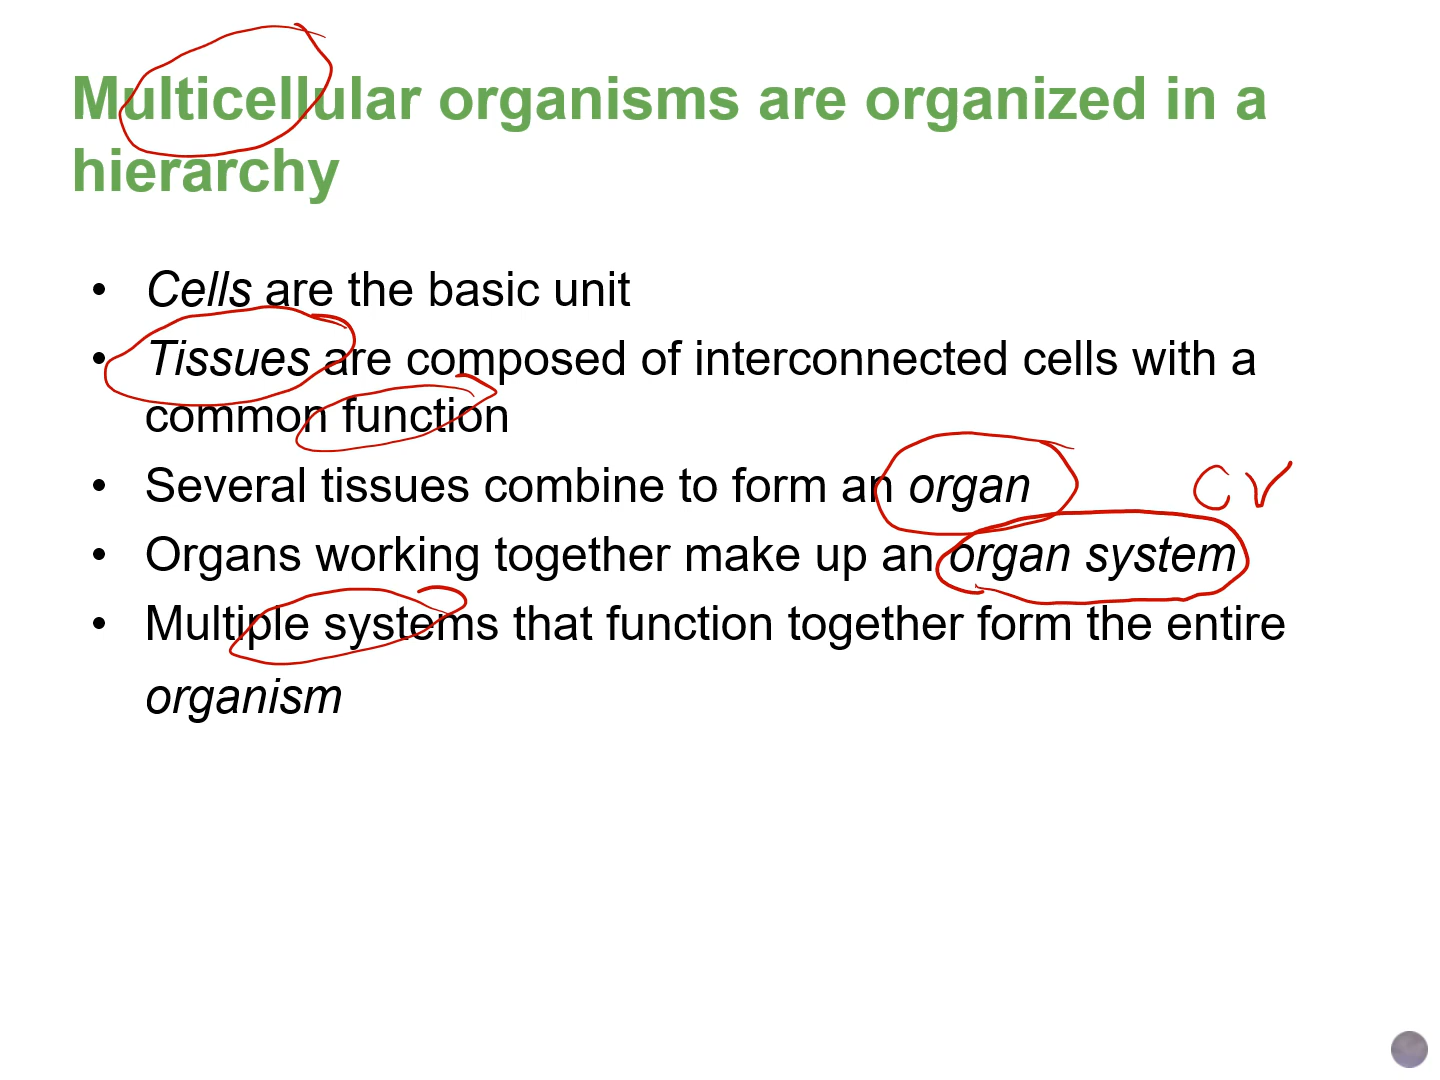 Multicellular organisms are organized in a
hierarchy
• Cells are the basic unit
• Tissues are composed of interconnected cells with a
common function
• Several tissues combine to form an organ
CV
• Organs working together make up an organ system
• Multiple systems that function together form the entire
organism